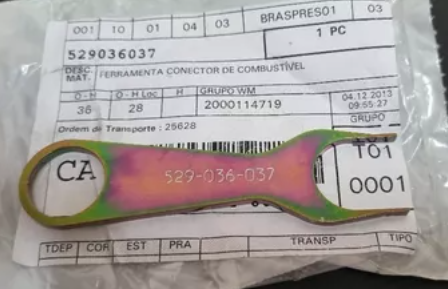 001 10 01 04 03 BRASPRES01 03
529036037 1 PC
DESC. MAT. FERRAMENTA CONECTOR DE COMBUSTÍVEL
O - H O - H Loc H GRUPO WM 04.12.2013
36 28 2000114719 09:55:27
Ordem de Transporte : 25628 GRUPO
CA T01
529-036-037
0001
TDEP COR EST PRA TRANSP TIPO